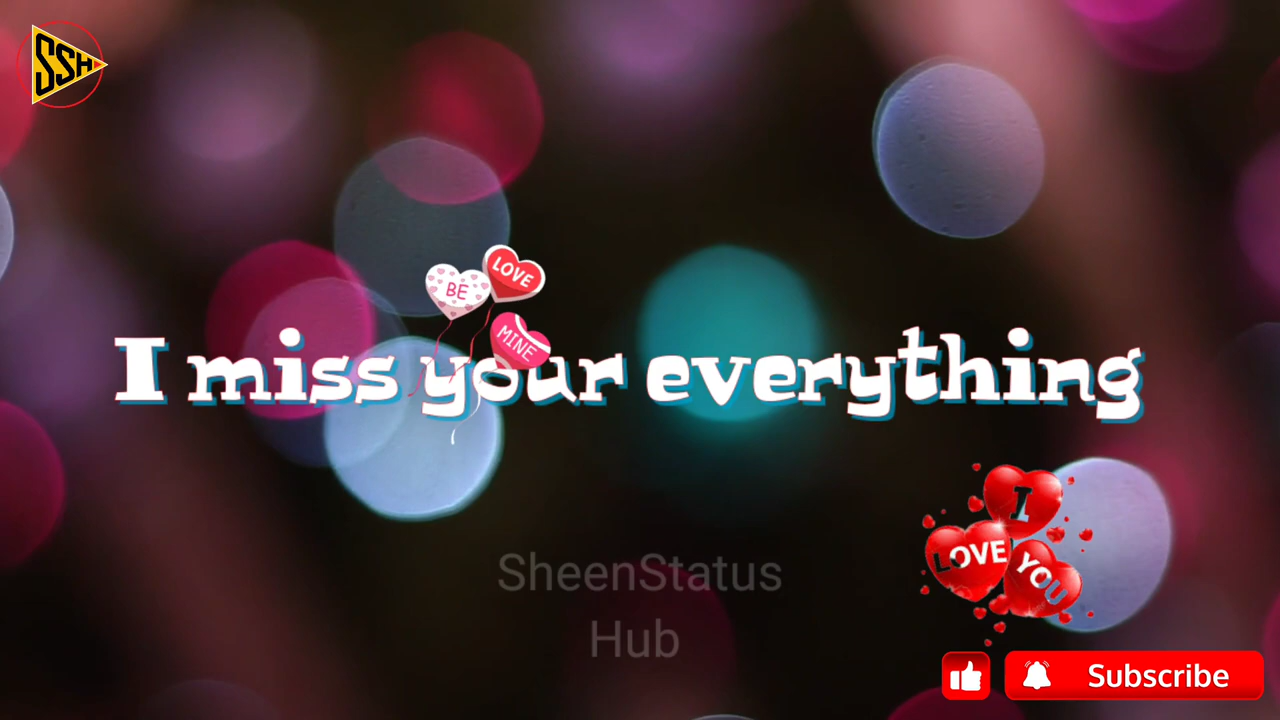 SSH
BE
LOVE
MINE
I miss your everything
I
LOVE
YOU
SheenStatus
Hub
Subscribe